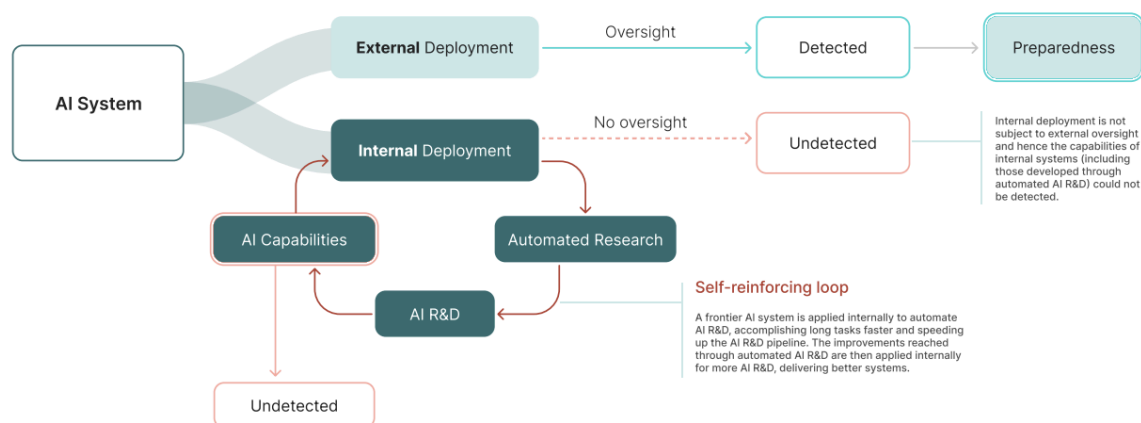 External Deployment
Oversight
Detected
Preparedness
AI System
No oversight
Internal Deployment
Undetected
Internal deployment is not
subject to external oversight
and hence the capabilities of
internal systems (including
those developed through
automated AI R&D) could not
be detected.
AI Capabilities
Automated Research
AI R&D
Self-reinforcing loop
A frontier AI system is applied internally to automate
AI R&D, accomplishing long tasks faster and speeding
up the AI R&D pipeline. The improvements reached
through automated AI R&D are then applied internally
for more AI R&D, delivering better systems.
Undetected